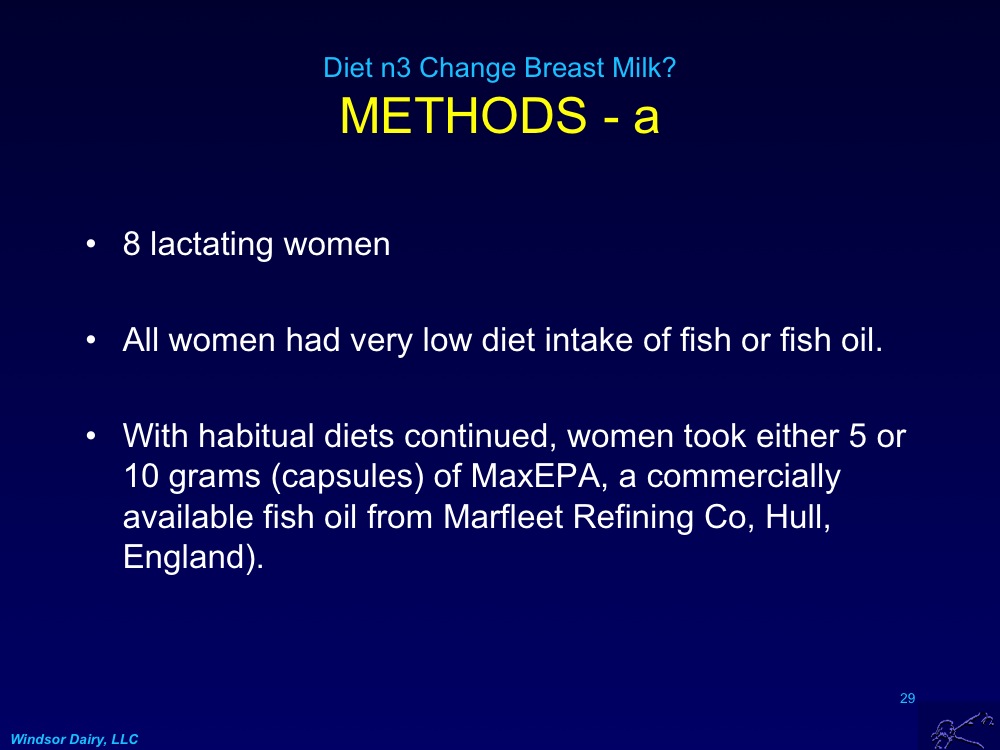 Diet n3 Change Breast Milk?
METHODS - a
• 8 lactating women
• All women had very low diet intake of fish or fish oil.
• With habitual diets continued, women took either 5 or
10 grams (capsules) of MaxEPA, a commercially
available fish oil from Marfleet Refining Co, Hull,
England).
29
Windsor Dairy, LLC